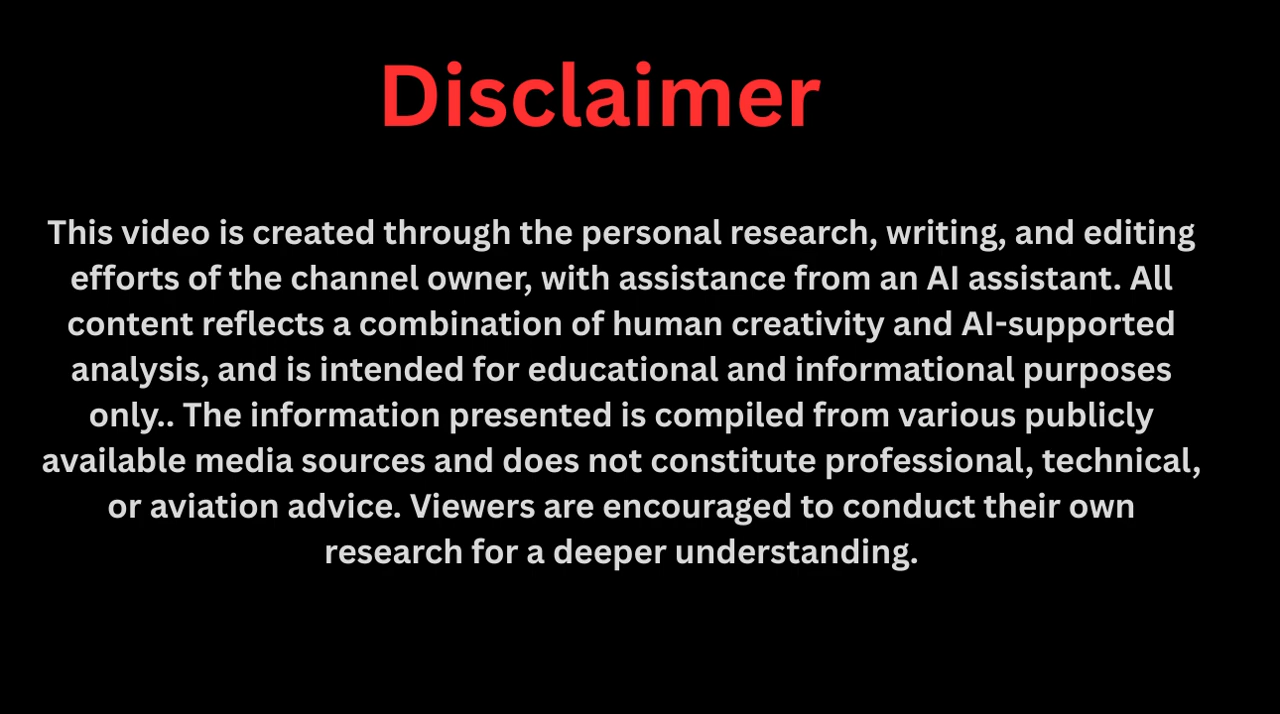 Disclaimer
This video is created through the personal research, writing, and editing
efforts of the channel owner, with assistance from an AI assistant. All
content reflects a combination of human creativity and AI-supported
analysis, and is intended for educational and informational purposes
only.. The information presented is compiled from various publicly
available media sources and does not constitute professional, technical,
or aviation advice. Viewers are encouraged to conduct their own
research for a deeper understanding.